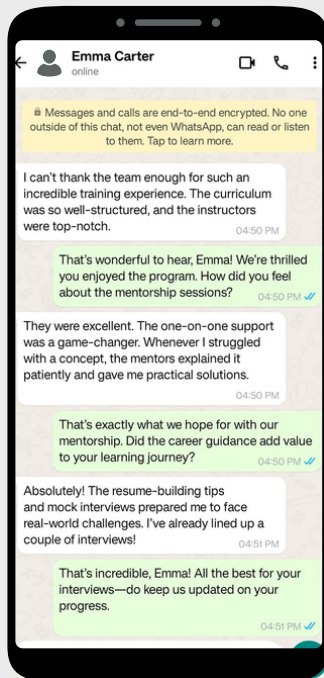 Emma Carter
online
Messages and calls are end-to-end encrypted. No one
outside of this chat, not even WhatsApp, can read or listen
to them. Tap to learn more.
I can't thank the team enough for such an
incredible training experience. The curriculum
was so well-structured, and the instructors
were top-notch.
04:50 PM
That's wonderful to hear, Emma! We're thrilled
you enjoyed the program. How did you feel
about the mentorship sessions?
04:50 PM
They were excellent. The one-on-one support
was a game-changer. Whenever I struggled
with a concept, the mentors explained it
patiently and gave me practical solutions.
04:50 PM
That's exactly what we hope for with our
mentorship. Did the career guidance add value
to your learning journey?
04:50 PM
Absolutely! The resume-building tips
and mock interviews prepared me to face
real-world challenges. I've already lined up a
couple of interviews!
04:51 PM
That's incredible, Emma! All the best for your
interviews—do keep us updated on your
progress.
04:51 PM